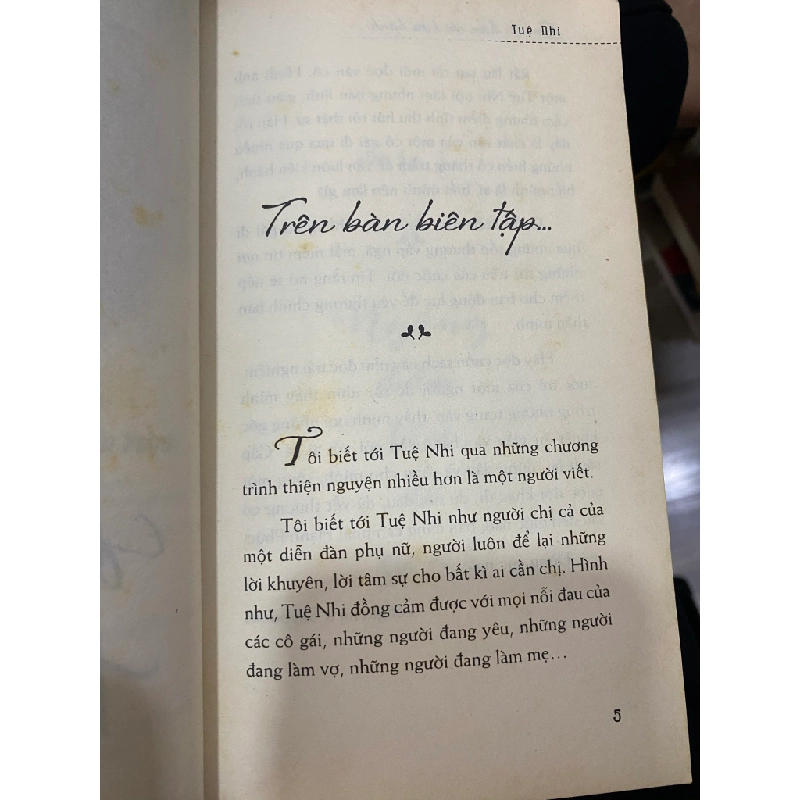 Tuệ Nhi
Trên bàn biên tập...
Tôi biết tới Tuệ Nhi qua những chương
trình thiện nguyện nhiều hơn là một người viết.
Tôi biết tới Tuệ Nhi như người chị cả của
một diễn đàn phụ nữ, người luôn để lại những
lời khuyên, lời tâm sự cho bất kì ai cần chị. Hình
như, Tuệ Nhi đồng cảm được với mọi nỗi đau của
các cô gái, những người đang yêu, những người
đang làm vợ, những người đang làm mẹ...
5